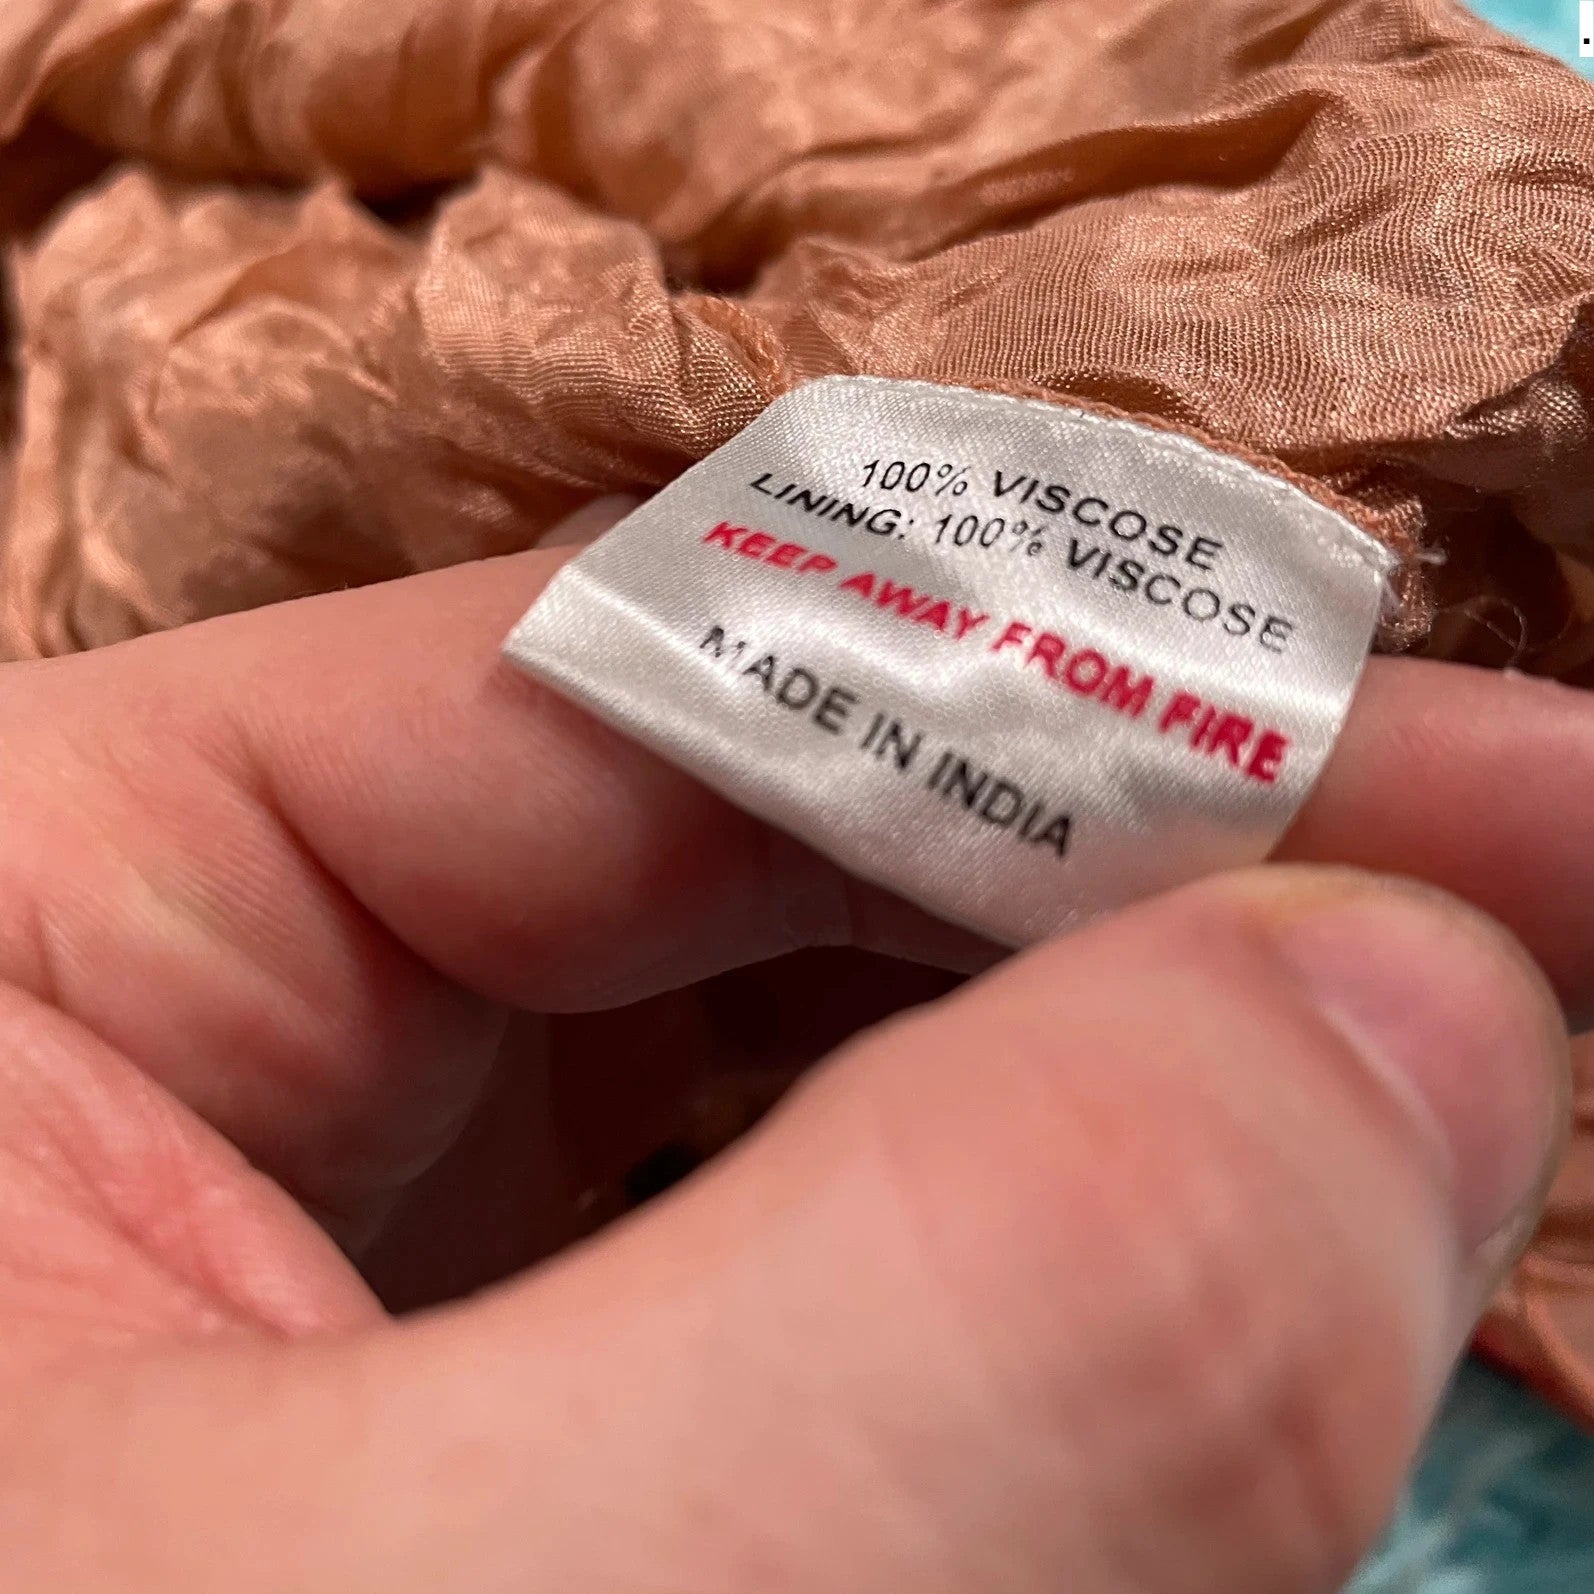 100% VISCOSE
LINING: 100% VISCOSE
KEEP AWAY FROM FIRE
MADE IN INDIA